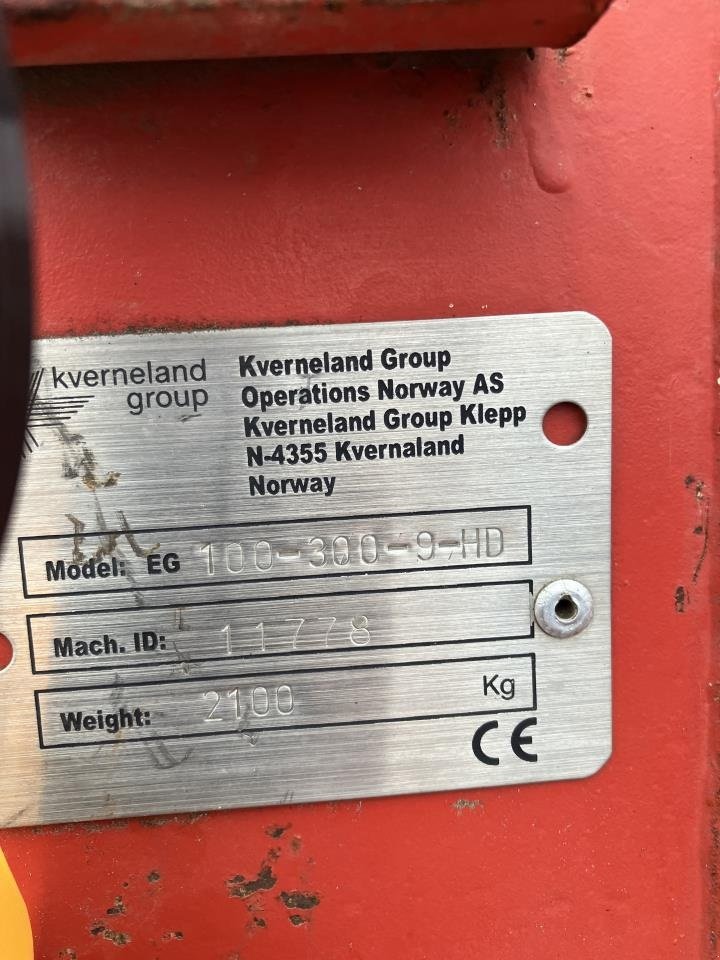 kverneland
group
Kverneland Group
Operations Norway AS
Kverneland Group Klepp
N-4355 Kvernaland
Norway
Model: EG 100-300-9-HD
Mach. ID: 11778
Weight: 2100 Kg
CE